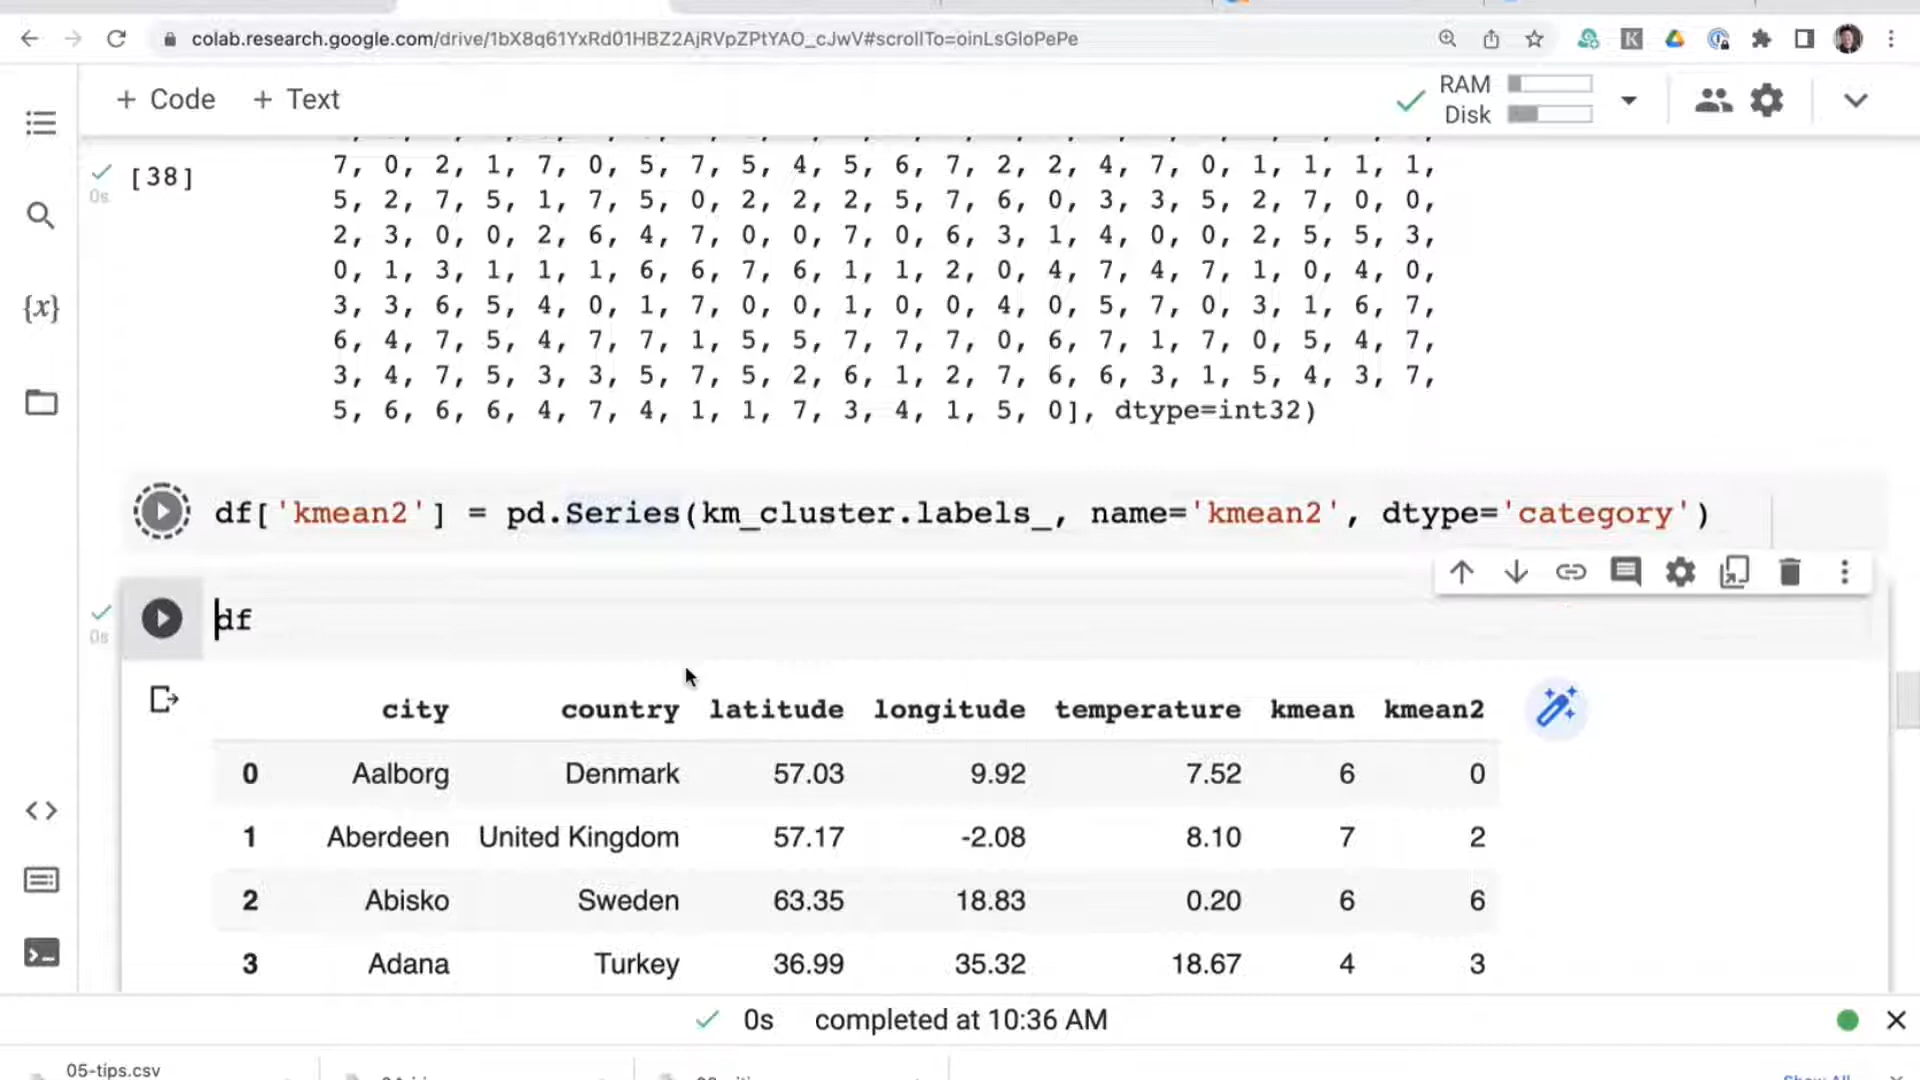 colab.research.google.com/drive/1bX8q61YxRd01HBZ2AjRVpZPtYAO_cJwV#scrollTo=oinLsGloPePe
+ Code + Text
RAM
Disk
[38]
0s
7, 0, 2, 1, 7, 0, 5, 7, 5, 4, 5, 6, 7, 2, 2, 4, 7, 0, 1, 1, 1, 1,
5, 2, 7, 5, 1, 7, 5, 0, 2, 2, 2, 5, 7, 6, 0, 3, 3, 5, 2, 7, 0, 0,
2, 3, 0, 0, 2, 6, 4, 7, 0, 0, 7, 0, 6, 3, 1, 4, 0, 0, 2, 5, 5, 3,
0, 1, 3, 1, 1, 1, 6, 6, 7, 6, 1, 1, 2, 0, 4, 7, 4, 7, 1, 0, 4, 0,
3, 3, 6, 5, 4, 0, 1, 7, 0, 0, 1, 0, 0, 4, 0, 5, 7, 0, 3, 1, 6, 7,
6, 4, 7, 5, 4, 7, 7, 1, 5, 5, 7, 7, 7, 0, 6, 7, 1, 7, 0, 5, 4, 7,
3, 4, 7, 5, 3, 3, 5, 7, 5, 2, 6, 1, 2, 7, 6, 6, 3, 1, 5, 4, 3, 7,
5, 6, 6, 6, 4, 7, 4, 1, 1, 7, 3, 4, 1, 5, 0], dtype=int32)
{x}
df['kmean2'] = pd.Series(km_cluster.labels_, name='kmean2', dtype='category')
df
0s
city country latitude longitude temperature kmean kmean2
0 Aalborg Denmark 57.03 9.92 7.52 6 0
1 Aberdeen United Kingdom 57.17 -2.08 8.10 7 2
2 Abisko Sweden 63.35 18.83 0.20 6 6
3 Adana Turkey 36.99 35.32 18.67 4 3
0s completed at 10:36 AM
05-tips.csv
Show All